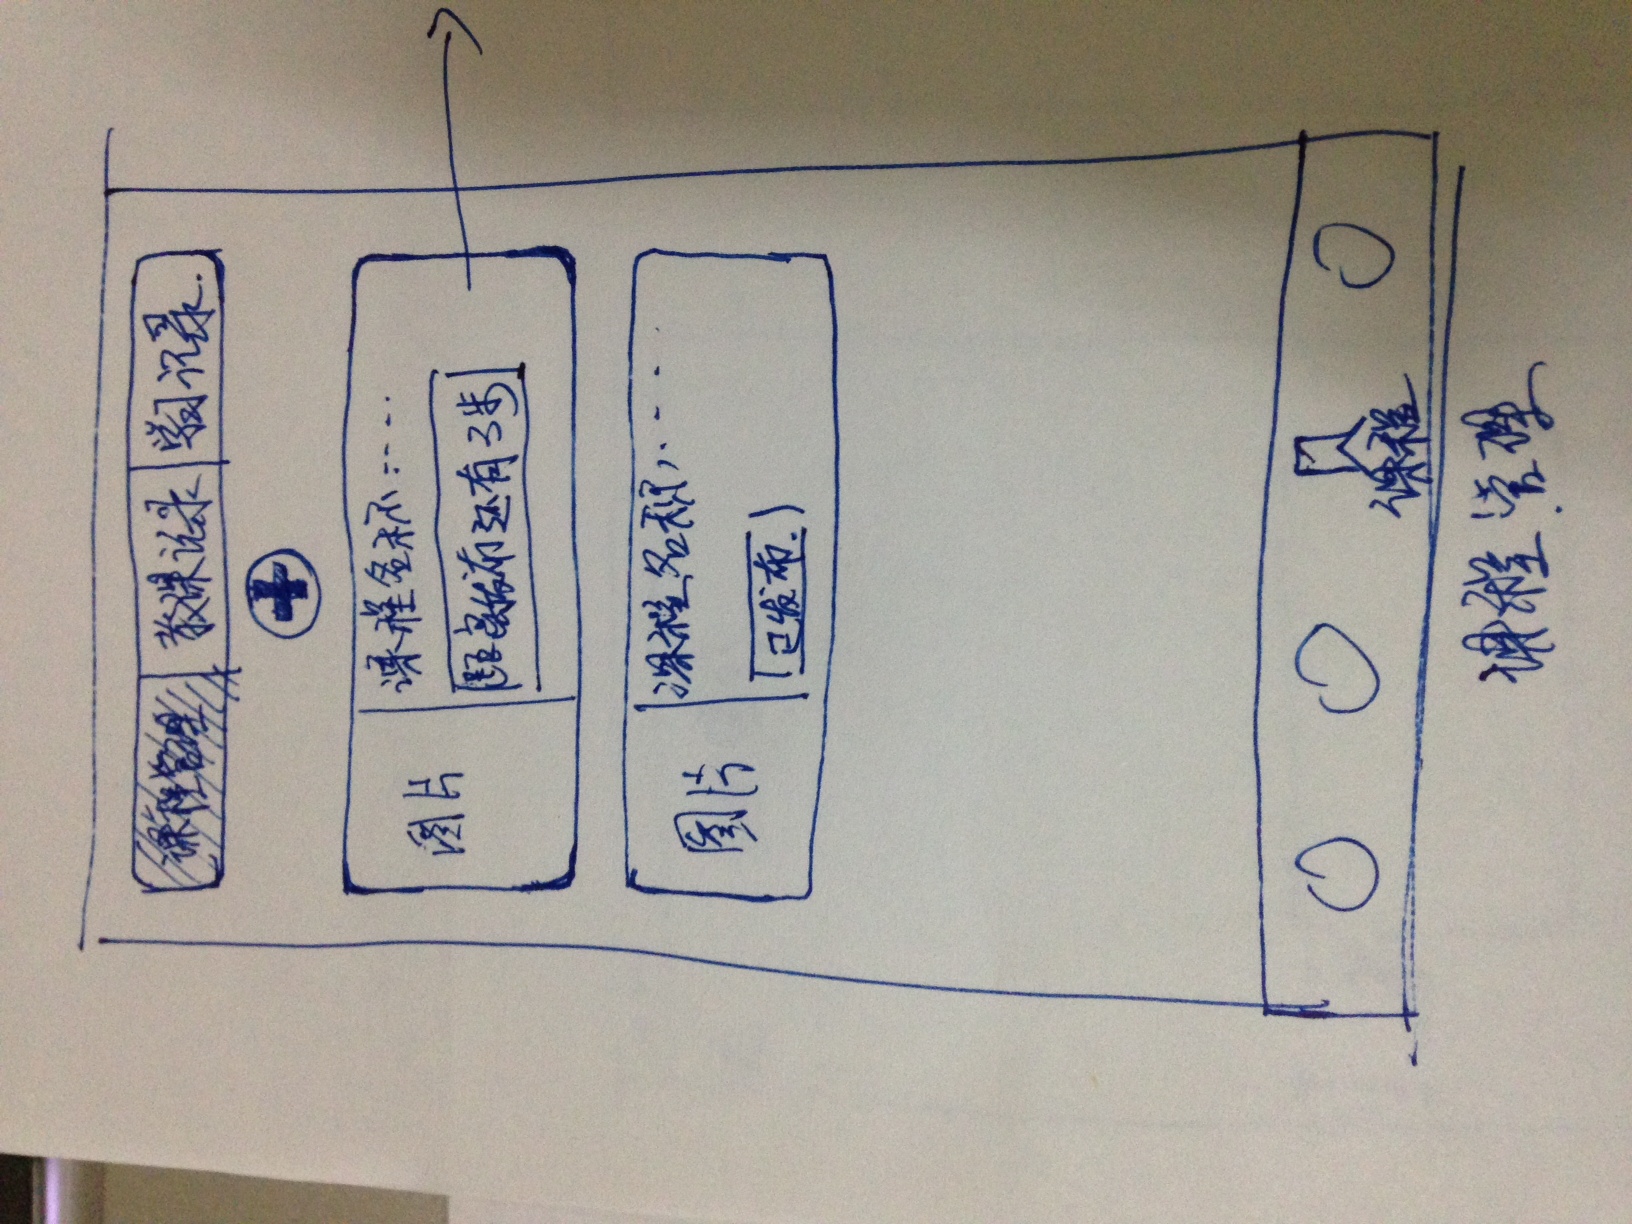 课程管理 教课记录 学习记录.
图片 课程名称.....
距离发布还有3步
图片 课程名称,....
已发布.
课程
课程管理